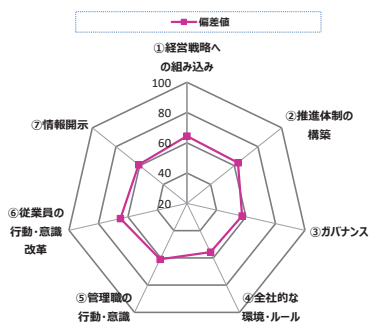 偏差値
①経営戦略へ
の組み込み
②推進体制の
構築
③ガバナンス
④全社的な
環境･ルール
⑤管理職の
行動･意識
⑥従業員の
行動･意識
改革
⑦情報開示
100
80
60
40
20